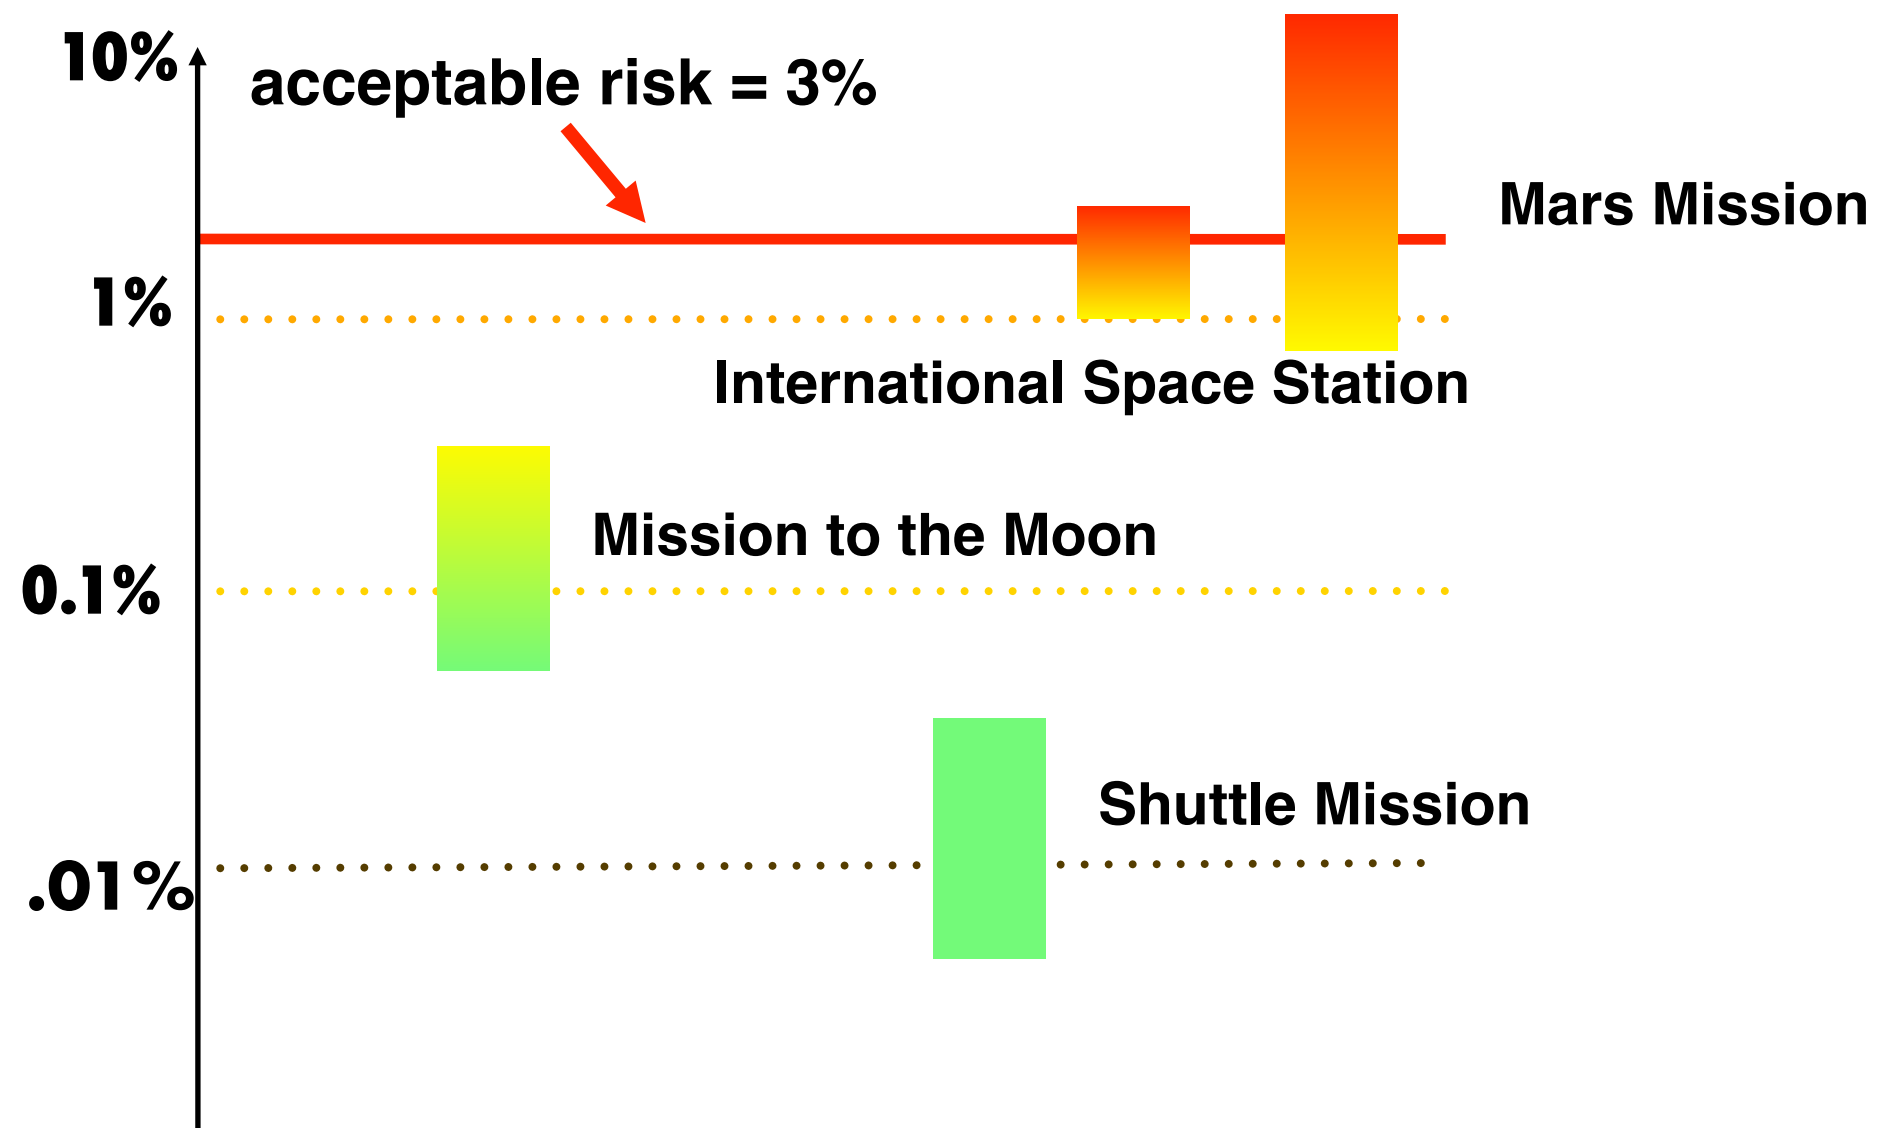 10%
acceptable risk = 3%
Mars Mission
1%
International Space Station
Mission to the Moon
0.1%
Shuttle Mission
.01%